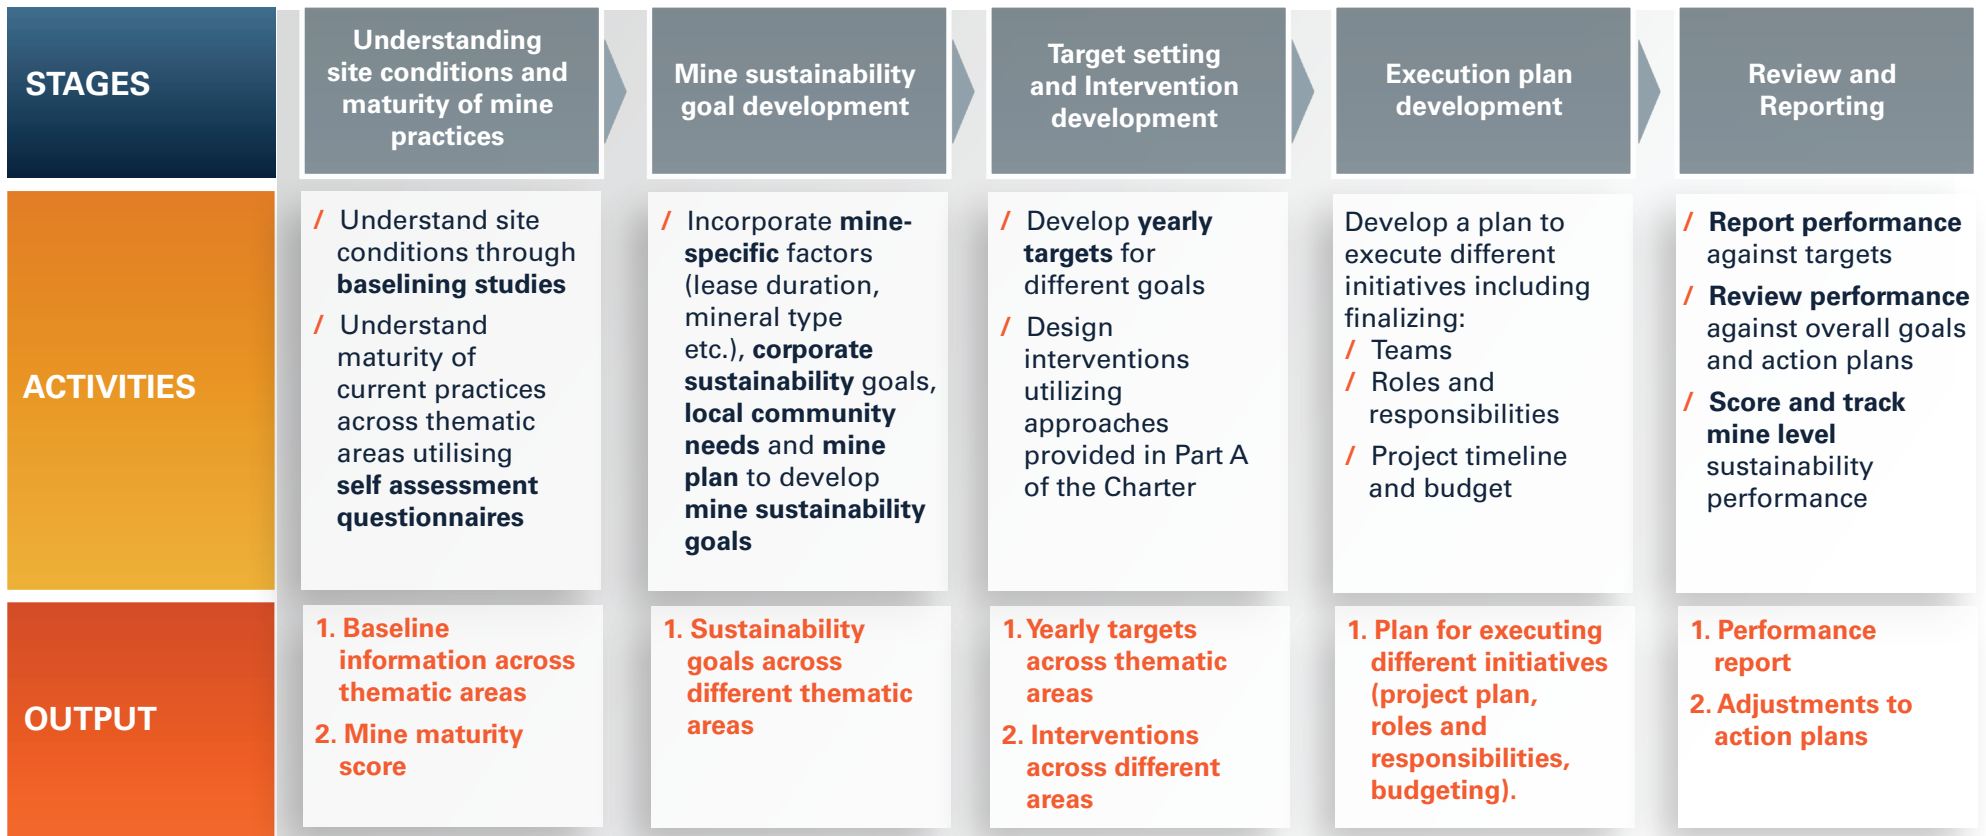 STAGES
Understanding
site conditions and
maturity of mine
practices
Mine sustainability
goal development
Target setting
and Intervention
development
Execution plan
development
Review and
Reporting
ACTIVITIES
/ Understand site
conditions through
baselining studies
/ Understand
maturity of
current practices
across thematic
areas utilising
self assessment
questionnaires
/ Incorporate mine-
specific factors
(lease duration,
mineral type
etc.), corporate
sustainability goals,
local community
needs and mine
plan to develop
mine sustainability
goals
/ Develop yearly
targets for
different goals
/ Design
interventions
utilizing
approaches
provided in Part A
of the Charter
Develop a plan to
execute different
initiatives including
finalizing:
/ Teams
/ Roles and
responsibilities
/ Project timeline
and budget
/ Report performance
against targets
/ Review performance
against overall goals
and action plans
/ Score and track
mine level
sustainability
performance
OUTPUT
1. Baseline
information across
thematic areas
2. Mine maturity
score
1. Sustainability
goals across
different thematic
areas
1. Yearly targets
across thematic
areas
2. Interventions
across different
areas
1. Plan for executing
different initiatives
(project plan,
roles and
responsibilities,
budgeting).
1. Performance
report
2. Adjustments to
action plans